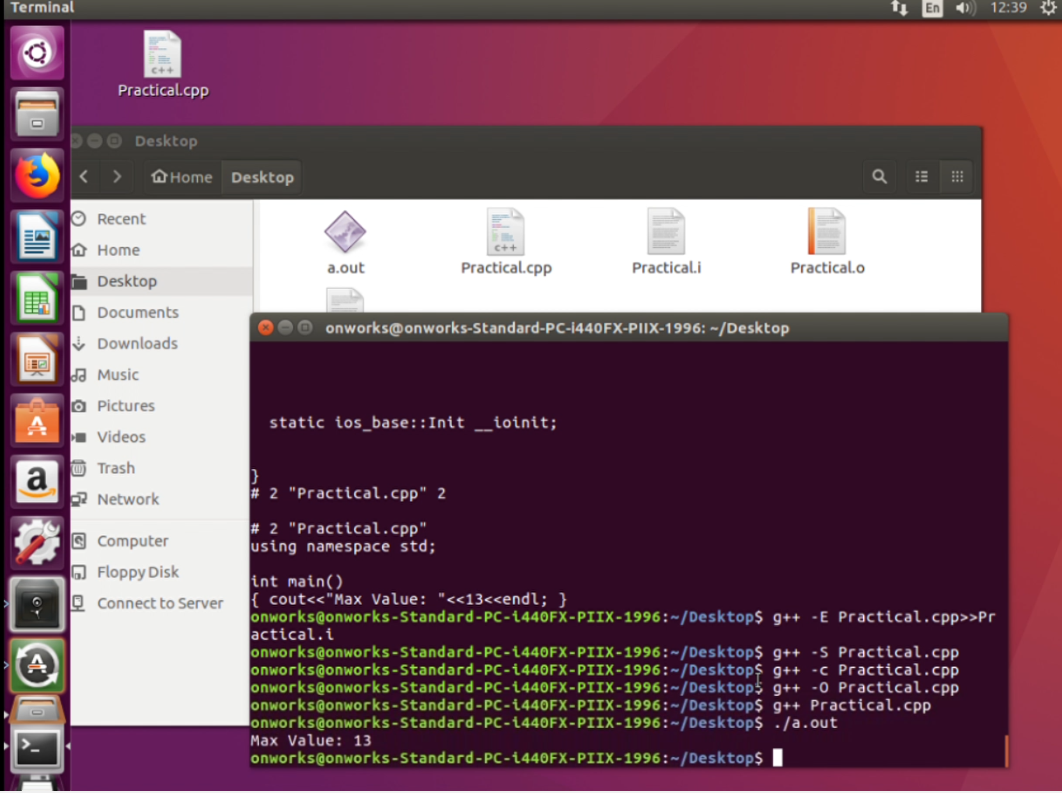 Terminal
En
12:39
Practical.cpp
Desktop
Home
Desktop
Recent
Home
Desktop
Documents
Downloads
Music
Pictures
Videos
Trash
Network
Computer
Floppy Disk
Connect to Server
c++
a.out
Practical.cpp
Practical.i
Practical.o
onworks@onworks-Standard-PC-i440FX-PIIX-1996: ~/Desktop
static ios_base::Init __ioinit;
}
# 2 "Practical.cpp" 2
# 2 "Practical.cpp"
using namespace std;
int main()
{ cout<<"Max Value: "<<13<<endl; }
onworks@onworks-Standard-PC-i440FX-PIIX-1996:~/Desktop$ g++ -E Practical.cpp>>Pr
actical.i
onworks@onworks-Standard-PC-i440FX-PIIX-1996:~/Desktop$ g++ -S Practical.cpp
onworks@onworks-Standard-PC-i440FX-PIIX-1996:~/Desktop$ g++ -c Practical.cpp
onworks@onworks-Standard-PC-i440FX-PIIX-1996:~/Desktop$ g++ -O Practical.cpp
onworks@onworks-Standard-PC-i440FX-PIIX-1996:~/Desktop$ g++ Practical.cpp
onworks@onworks-Standard-PC-i440FX-PIIX-1996:~/Desktop$ ./a.out
Max Value: 13
onworks@onworks-Standard-PC-i440FX-PIIX-1996:~/Desktop$